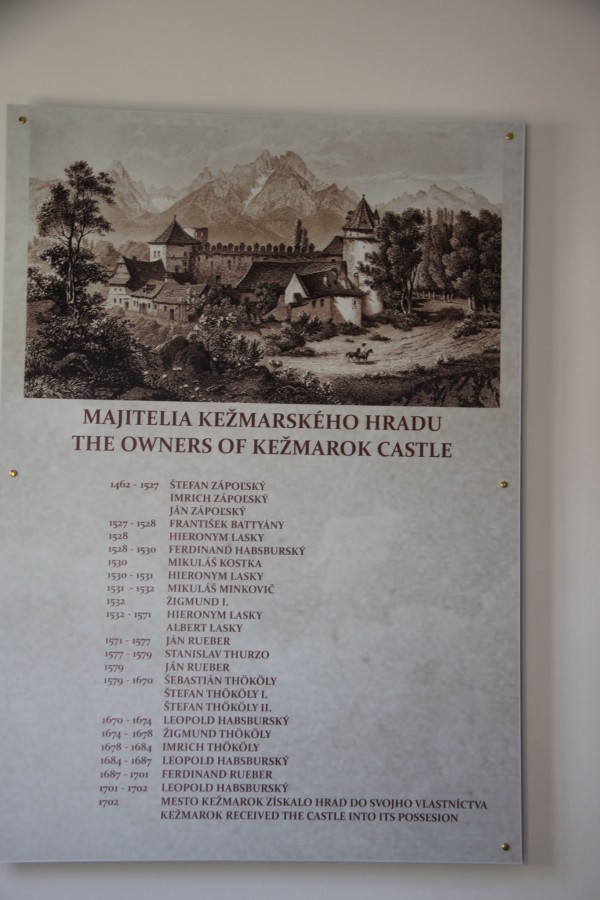 MAJITELIA KEŽMARSKÉHO HRADU
THE OWNERS OF KEŽMAROK CASTLE
1462 - 1527 ŠTEFAN ZÁPOĽSKÝ
IMRICH ZÁPOĽSKÝ
JÁN ZÁPOĽSKÝ
1527 - 1528 FRANTIŠEK BATTYÁNY
1528 HIERONYM LASKY
1528 - 1530 FERDINAND HABSBURSKÝ
1530 MIKULÁŠ KOSTKA
1530 - 1531 HIERONYM LASKY
1531 - 1532 MIKULÁŠ MINKOVIČ
1532 ŽIGMUND I.
1532 - 1571 HIERONYM LASKY
ALBERT LASKY
1571 - 1577 JÁN RUEBER
1577 - 1579 STANISLAV THURZO
1579 JÁN RUEBER
1579 - 1670 ŠEBASTIÁN THÖKÖLY
ŠTEFAN THÖKÖLY I.
ŠTEFAN THÖKÖLY II.
1670 - 1674 LEOPOLD HABSBURSKÝ
1674 - 1678 ŽIGMUND THÖKÖLY
1678 - 1684 IMRICH THÖKÖLY
1684 - 1687 LEOPOLD HABSBURSKÝ
1687 - 1701 FERDINAND RUEBER
1701 - 1702 LEOPOLD HABSBURSKÝ
1702 MESTO KEŽMAROK ZÍSKALO HRAD DO SVOJHO VLASTNÍCTVA
KEŽMAROK RECEIVED THE CASTLE INTO ITS POSSESION